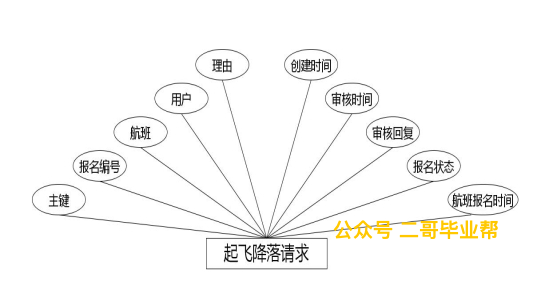 理由
创建时间
用户
审核时间
航班
审核回复
报名编号
报名状态
主键
航班报名时间
公众号 二哥毕业帮
起飞降落请求